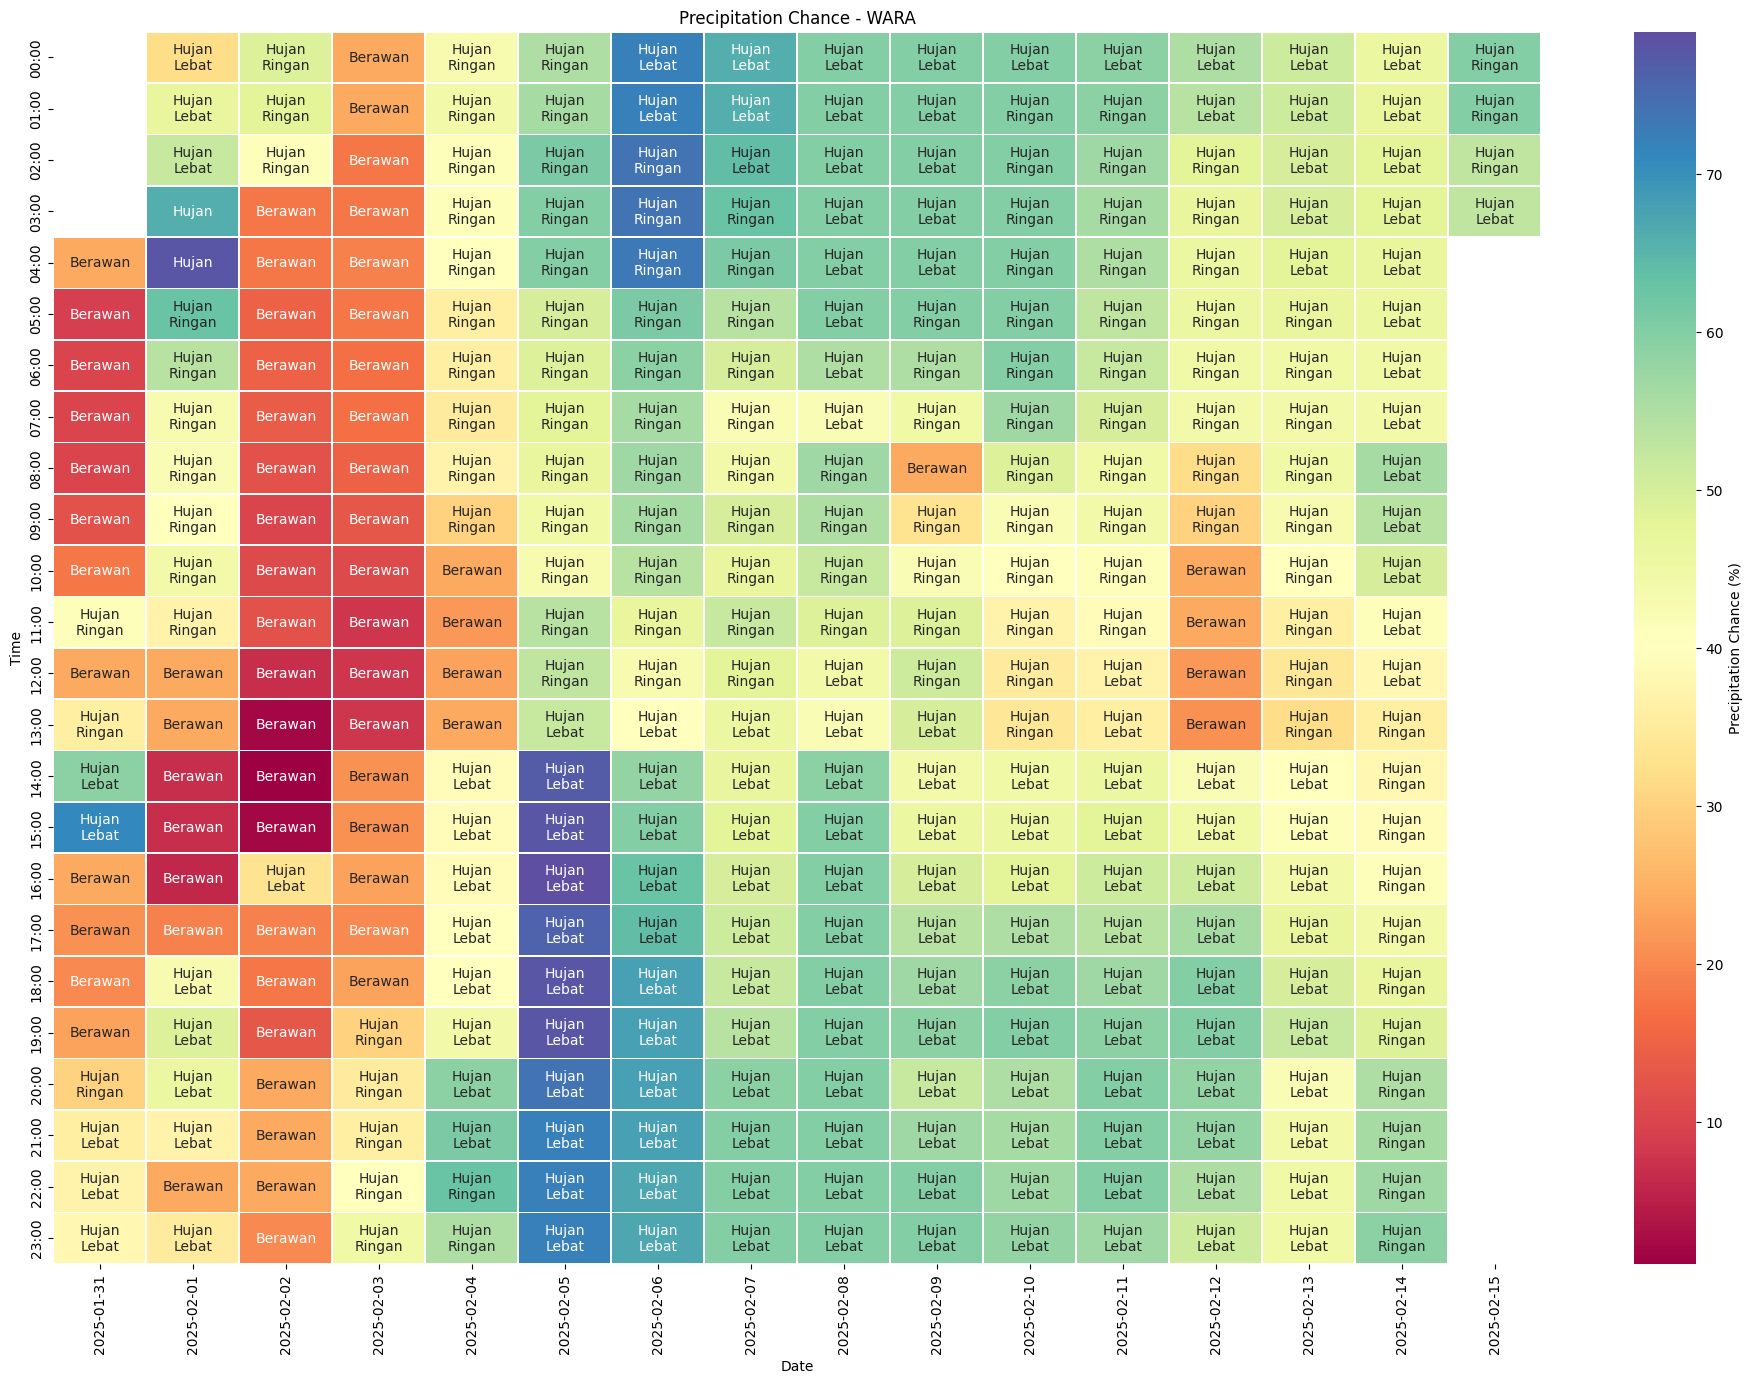 Precipitation Chance - WARA
00:00 Hujan Lebat Hujan Ringan Berawan Hujan Ringan Hujan Ringan Hujan Lebat Hujan Lebat Hujan Lebat Hujan Lebat Hujan Lebat Hujan Lebat Hujan Lebat Hujan Lebat Hujan Lebat Hujan Ringan
01:00 Hujan Lebat Hujan Ringan Berawan Hujan Ringan Hujan Ringan Hujan Lebat Hujan Lebat Hujan Lebat Hujan Lebat Hujan Ringan Hujan Ringan Hujan Lebat Hujan Lebat Hujan Lebat Hujan Ringan
02:00 Hujan Lebat Hujan Ringan Berawan Hujan Ringan Hujan Ringan Hujan Ringan Hujan Lebat Hujan Lebat Hujan Lebat Hujan Ringan Hujan Ringan Hujan Ringan Hujan Lebat Hujan Lebat Hujan Ringan
03:00 Hujan Berawan Berawan Hujan Ringan Hujan Ringan Hujan Ringan Hujan Ringan Hujan Lebat Hujan Lebat Hujan Ringan Hujan Ringan Hujan Ringan Hujan Lebat Hujan Lebat Hujan Lebat
04:00 Berawan Hujan Berawan Berawan Hujan Ringan Hujan Ringan Hujan Ringan Hujan Ringan Hujan Lebat Hujan Lebat Hujan Ringan Hujan Ringan Hujan Ringan Hujan Lebat Hujan Lebat
05:00 Berawan Hujan Ringan Berawan Berawan Hujan Ringan Hujan Ringan Hujan Ringan Hujan Ringan Hujan Lebat Hujan Ringan Hujan Ringan Hujan Ringan Hujan Ringan Hujan Ringan Hujan Lebat
06:00 Berawan Hujan Ringan Berawan Berawan Hujan Ringan Hujan Ringan Hujan Ringan Hujan Ringan Hujan Lebat Hujan Ringan Hujan Ringan Hujan Ringan Hujan Ringan Hujan Ringan Hujan Lebat
07:00 Berawan Hujan Ringan Berawan Berawan Hujan Ringan Hujan Ringan Hujan Ringan Hujan Ringan Hujan Lebat Hujan Ringan Hujan Ringan Hujan Ringan Hujan Ringan Hujan Ringan Hujan Lebat
08:00 Berawan Hujan Ringan Berawan Berawan Hujan Ringan Hujan Ringan Hujan Ringan Hujan Ringan Hujan Ringan Berawan Hujan Ringan Hujan Ringan Hujan Ringan Hujan Ringan Hujan Lebat
09:00 Berawan Hujan Ringan Berawan Berawan Hujan Ringan Hujan Ringan Hujan Ringan Hujan Ringan Hujan Ringan Hujan Ringan Hujan Ringan Hujan Ringan Hujan Ringan Hujan Ringan Hujan Lebat
10:00 Berawan Hujan Ringan Berawan Berawan Berawan Hujan Ringan Hujan Ringan Hujan Ringan Hujan Ringan Hujan Ringan Hujan Ringan Hujan Ringan Berawan Hujan Ringan Hujan Lebat
11:00 Hujan Ringan Hujan Ringan Berawan Berawan Berawan Hujan Ringan Hujan Ringan Hujan Ringan Hujan Ringan Hujan Ringan Hujan Ringan Hujan Ringan Berawan Hujan Ringan Hujan Lebat
12:00 Berawan Berawan Berawan Berawan Berawan Hujan Ringan Hujan Ringan Hujan Ringan Hujan Lebat Hujan Ringan Hujan Ringan Hujan Lebat Berawan Hujan Ringan Hujan Lebat
13:00 Hujan Ringan Berawan Berawan Berawan Berawan Hujan Lebat Hujan Lebat Hujan Lebat Hujan Lebat Hujan Lebat Hujan Ringan Hujan Lebat Berawan Hujan Ringan Hujan Ringan
14:00 Hujan Lebat Berawan Berawan Berawan Hujan Lebat Hujan Lebat Hujan Lebat Hujan Lebat Hujan Lebat Hujan Lebat Hujan Lebat Hujan Lebat Hujan Lebat Hujan Lebat Hujan Ringan
15:00 Hujan Lebat Berawan Berawan Berawan Hujan Lebat Hujan Lebat Hujan Lebat Hujan Lebat Hujan Lebat Hujan Lebat Hujan Lebat Hujan Lebat Hujan Lebat Hujan Lebat Hujan Ringan
16:00 Berawan Berawan Hujan Lebat Berawan Hujan Lebat Hujan Lebat Hujan Lebat Hujan Lebat Hujan Lebat Hujan Lebat Hujan Lebat Hujan Lebat Hujan Lebat Hujan Lebat Hujan Ringan
17:00 Berawan Berawan Berawan Berawan Hujan Lebat Hujan Lebat Hujan Lebat Hujan Lebat Hujan Lebat Hujan Lebat Hujan Lebat Hujan Lebat Hujan Lebat Hujan Lebat Hujan Ringan
18:00 Berawan Hujan Lebat Berawan Berawan Hujan Lebat Hujan Lebat Hujan Lebat Hujan Lebat Hujan Lebat Hujan Lebat Hujan Lebat Hujan Lebat Hujan Lebat Hujan Lebat Hujan Ringan
19:00 Berawan Hujan Lebat Berawan Hujan Ringan Hujan Lebat Hujan Lebat Hujan Lebat Hujan Lebat Hujan Lebat Hujan Lebat Hujan Lebat Hujan Lebat Hujan Lebat Hujan Lebat Hujan Ringan
20:00 Hujan Ringan Hujan Lebat Berawan Hujan Ringan Hujan Lebat Hujan Lebat Hujan Lebat Hujan Lebat Hujan Lebat Hujan Lebat Hujan Lebat Hujan Lebat Hujan Lebat Hujan Lebat Hujan Ringan
21:00 Hujan Lebat Hujan Lebat Berawan Hujan Ringan Hujan Lebat Hujan Lebat Hujan Lebat Hujan Lebat Hujan Lebat Hujan Lebat Hujan Lebat Hujan Lebat Hujan Lebat Hujan Lebat Hujan Ringan
22:00 Hujan Lebat Berawan Berawan Hujan Ringan Hujan Ringan Hujan Lebat Hujan Lebat Hujan Lebat Hujan Lebat Hujan Lebat Hujan Lebat Hujan Lebat Hujan Lebat Hujan Lebat Hujan Ringan
23:00 Hujan Lebat Hujan Lebat Berawan Hujan Ringan Hujan Ringan Hujan Lebat Hujan Lebat Hujan Lebat Hujan Lebat Hujan Lebat Hujan Lebat Hujan Lebat Hujan Lebat Hujan Lebat Hujan Ringan
Time
2025-01-31
2025-02-01
2025-02-02
2025-02-03
2025-02-04
2025-02-05
2025-02-06
2025-02-07
2025-02-08
2025-02-09
2025-02-10
2025-02-11
2025-02-12
2025-02-13
2025-02-14
2025-02-15
Date
70
60
50
40
30
20
10
Precipitation Chance (%)